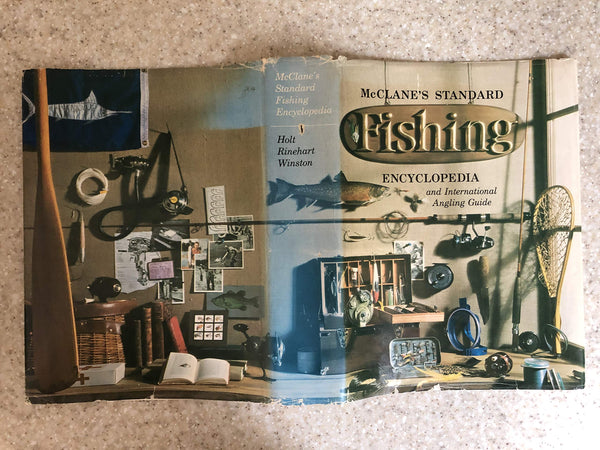 McClane's
Standard
Fishing
Encyclopedia
Holt
Rinehart
Winston
McCLANE'S STANDARD
Fishing
ENCYCLOPEDIA
and International
Angling Guide